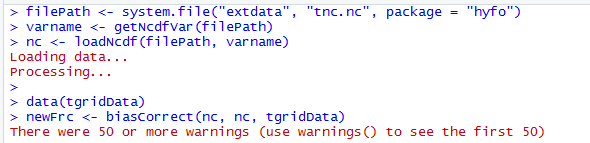 > filePath <- system.file("extdata", "tnc.nc", package = "hyfo")
> varname <- getNcdfVar(filePath)
> nc <- loadNcdf(filePath, varname)
Loading data...
Processing...
>
> data(tgridData)
> newFrc <- biasCorrect(nc, nc, tgridData)
There were 50 or more warnings (use warnings() to see the first 50)